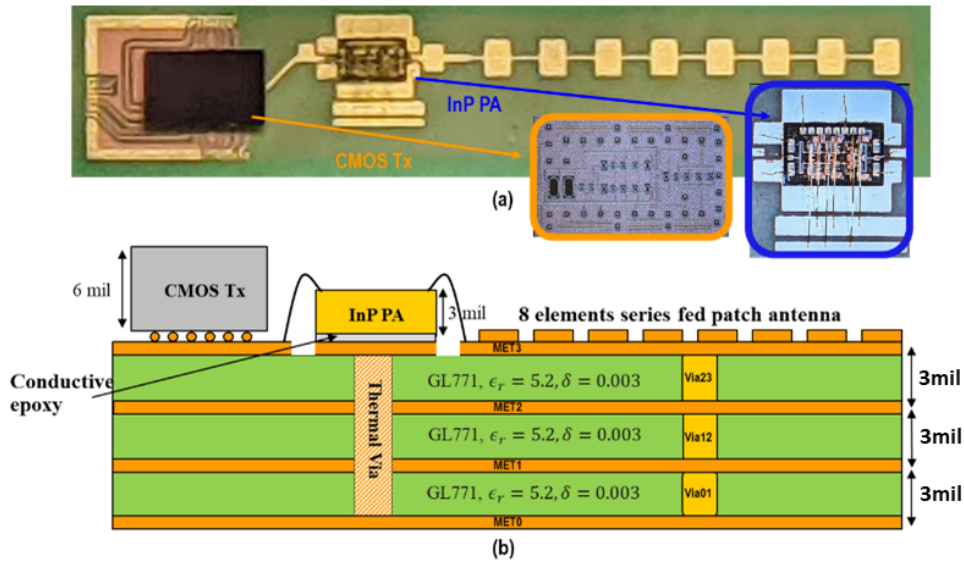 InP PA
CMOS Tx
(a)
6 mil
CMOS Tx
InP PA
3 mil
8 elements series fed patch antenna
MET3
Conductive
epoxy
Thermal Via
GL771, ϵᵣ = 5.2, δ = 0.003
Via23
3mil
MET2
GL771, ϵᵣ = 5.2, δ = 0.003
Via12
3mil
MET1
GL771, ϵᵣ = 5.2, δ = 0.003
Via01
3mil
MET0
(b)